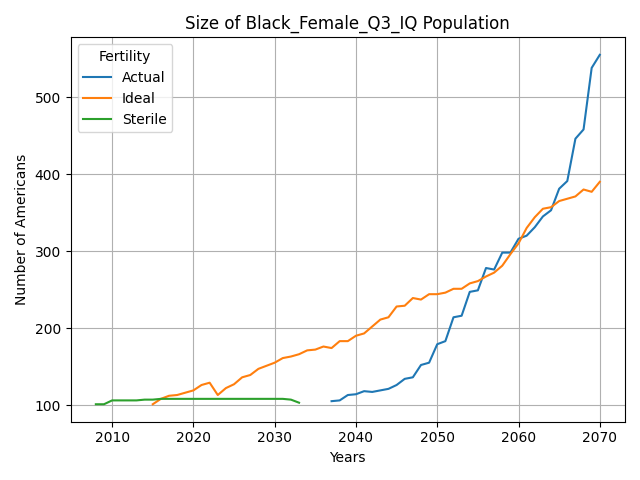 Size of Black_Female_Q3_IQ Population
Fertility
Actual
Ideal
Sterile
Number of Americans
500
400
300
200
100
2010
2020
2030
2040
2050
2060
2070
Years